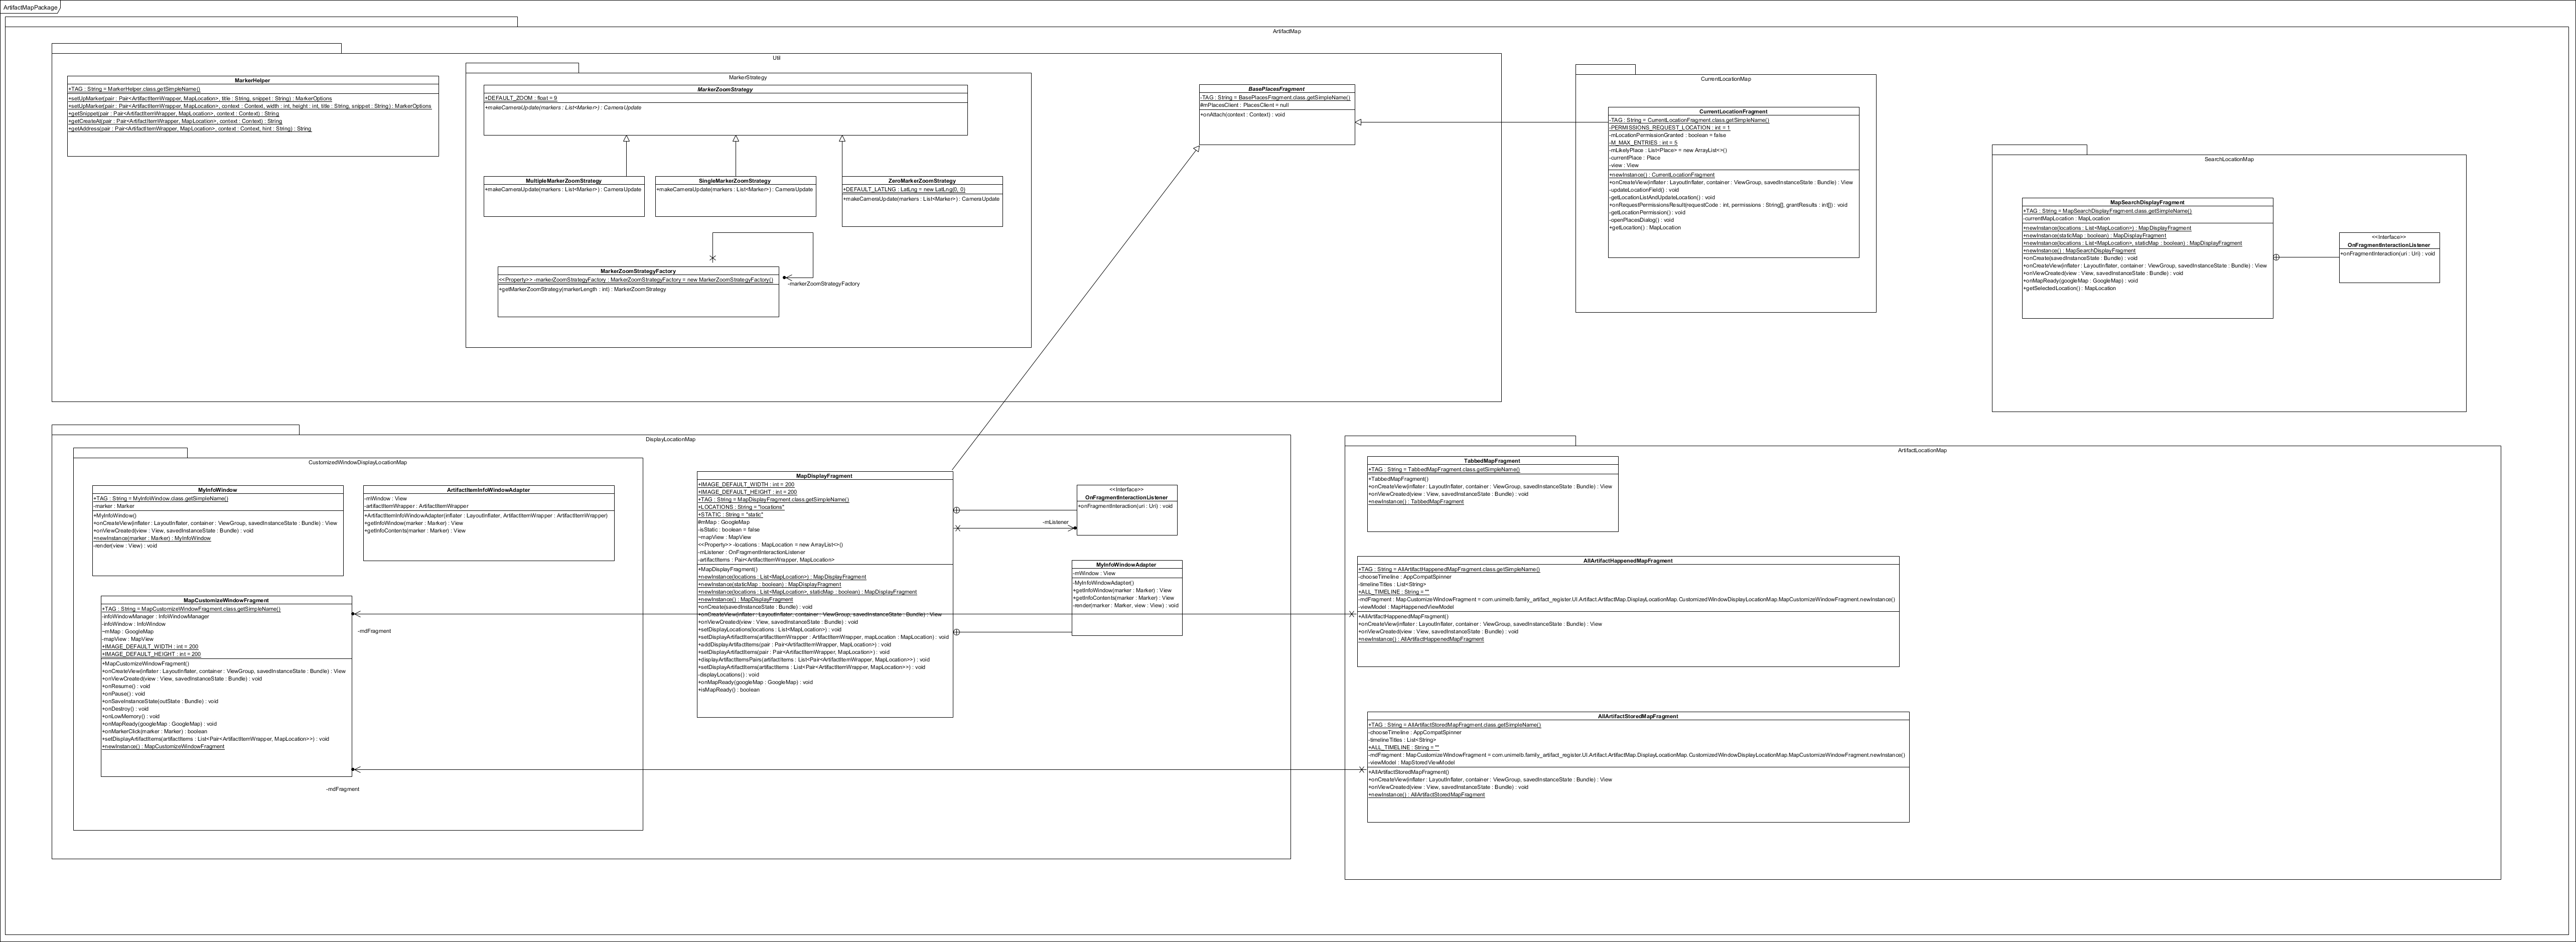 ArtifactMapPackage
ArtifactMap
Util
MarkerHelper
+TAG : String = MarkerHelper.class.getSimpleName()
+setUpMarker(pair : Pair<ArtifactItemWrapper, MapLocation>, title : String, snippet : String) : MarkerOptions
+setUpMarker(pair : Pair<ArtifactItemWrapper, MapLocation>, context : Context, width : int, height : int, title : String, snippet : String) : MarkerOptions
+getSnippet(pair : Pair<ArtifactItemWrapper, MapLocation>, context : Context) : String
+getCreateAt(pair : Pair<ArtifactItemWrapper, MapLocation>, context : Context) : String
+getAddress(pair : Pair<ArtifactItemWrapper, MapLocation>, context : Context, hint : String) : String
MarkerStrategy
MarkerZoomStrategy
+DEFAULT_ZOOM : float = 9
+makeCameraUpdate(markers : List<Marker>) : CameraUpdate
MultipleMarkerZoomStrategy
+makeCameraUpdate(markers : List<Marker>) : CameraUpdate
SingleMarkerZoomStrategy
+makeCameraUpdate(markers : List<Marker>) : CameraUpdate
ZeroMarkerZoomStrategy
+DEFAULT_LATLNG : LatLng = new LatLng(0, 0)
+makeCameraUpdate(markers : List<Marker>) : CameraUpdate
MarkerZoomStrategyFactory
<<Property>> -markerZoomStrategyFactory : MarkerZoomStrategyFactory = new MarkerZoomStrategyFactory()
+getMarkerZoomStrategy(markerLength : int) : MarkerZoomStrategy
-markerZoomStrategyFactory
BasePlacesFragment
-TAG : String = BasePlacesFragment.class.getSimpleName()
#mPlacesClient : PlacesClient = null
+onAttach(context : Context) : void
CurrentLocationMap
CurrentLocationFragment
-TAG : String = CurrentLocationFragment.class.getSimpleName()
-PERMISSIONS_REQUEST_LOCATION : int = 1
-mLocationPermissionGranted : boolean = false
-M_MAX_ENTRIES : int = 5
-mLikelyPlace : List<Place> = new ArrayList<>()
-currentPlace : Place
-view : View
+newInstance() : CurrentLocationFragment
+onCreateView(inflater : LayoutInflater, container : ViewGroup, savedInstanceState : Bundle) : View
-updateLocationField() : void
-getLocationListAndUpdateLocation() : void
+onRequestPermissionsResult(requestCode : int, permissions : String[], grantResults : int[]) : void
-getLocationPermission() : void
-openPlacesDialog() : void
+getLocation() : MapLocation
SearchLocationMap
MapSearchDisplayFragment
+TAG : String = MapSearchDisplayFragment.class.getSimpleName()
-currentMapLocation : MapLocation
+newInstance(locations : List<MapLocation>) : MapDisplayFragment
+newInstance(staticMap : boolean) : MapDisplayFragment
+newInstance(locations : List<MapLocation>, staticMap : boolean) : MapDisplayFragment
+newInstance() : MapSearchDisplayFragment
+onCreate(savedInstanceState : Bundle) : void
+onCreateView(inflater : LayoutInflater, container : ViewGroup, savedInstanceState : Bundle) : View
+onViewCreated(view : View, savedInstanceState : Bundle) : void
+onMapReady(googleMap : GoogleMap) : void
+getSelectedLocation() : MapLocation
<<Interface>>
OnFragmentInteractionListener
+onFragmentInteraction(uri : Uri) : void
DisplayLocationMap
CustomizedWindowDisplayLocationMap
MyInfoWindow
+TAG : String = MyInfoWindow.class.getSimpleName()
-marker : Marker
+MyInfoWindow()
+onCreateView(inflater : LayoutInflater, container : ViewGroup, savedInstanceState : Bundle) : View
+onViewCreated(view : View, savedInstanceState : Bundle) : void
+newInstance(marker : Marker) : MyInfoWindow
-render(view : View) : void
ArtifactItemInfoWindowAdapter
-mWindow : View
-artifactItemWrapper : ArtifactItemWrapper
+ArtifactItemInfoWindowAdapter(inflater : LayoutInflater, ArtifactItemWrapper : ArtifactItemWrapper)
+getInfoWindow(marker : Marker) : View
+getInfoContents(marker : Marker) : View
MapCustomizeWindowFragment
+TAG : String = MapCustomizeWindowFragment.class.getSimpleName()
-infoWindowManager : InfoWindowManager
-infoWindow : InfoWindow
~mMap : GoogleMap
-mapView : MapView
+IMAGE_DEFAULT_WIDTH : int = 200
+IMAGE_DEFAULT_HEIGHT : int = 200
+MapCustomizeWindowFragment()
+onCreateView(inflater : LayoutInflater, container : ViewGroup, savedInstanceState : Bundle) : View
+onViewCreated(view : View, savedInstanceState : Bundle) : void
+onResume() : void
+onPause() : void
+onSaveInstanceState(outState : Bundle) : void
+onDestroy() : void
+onLowMemory() : void
+onMapReady(googleMap : GoogleMap) : void
+onMarkerClick(marker : Marker) : boolean
+setDisplayArtifactItems(artifactItems : List<Pair<ArtifactItemWrapper, MapLocation>>) : void
+newInstance() : MapCustomizeWindowFragment
-mdFragment
-mdFragment
MapDisplayFragment
+IMAGE_DEFAULT_WIDTH : int = 200
+IMAGE_DEFAULT_HEIGHT : int = 200
+TAG : String = MapDisplayFragment.class.getSimpleName()
+LOCATIONS : String = "locations"
+STATIC : String = "static"
#mMap : GoogleMap
-isStatic : boolean = false
~mapView : MapView
<<Property>> -locations : MapLocation = new ArrayList<>()
-mListener : OnFragmentInteractionListener
-artifactItems : Pair<ArtifactItemWrapper, MapLocation>
+MapDisplayFragment()
+newInstance(locations : List<MapLocation>) : MapDisplayFragment
+newInstance(staticMap : boolean) : MapDisplayFragment
+newInstance(locations : List<MapLocation>, staticMap : boolean) : MapDisplayFragment
+newInstance() : MapDisplayFragment
+onCreate(savedInstanceState : Bundle) : void
+onCreateView(inflater : LayoutInflater, container : ViewGroup, savedInstanceState : Bundle) : View
+onViewCreated(view : View, savedInstanceState : Bundle) : void
+setDisplayLocations(locations : List<MapLocation>) : void
+setDisplayArtifactItems(artifactItemWrapper : ArtifactItemWrapper, mapLocation : MapLocation) : void
+addDisplayArtifactItems(pair : Pair<ArtifactItemWrapper, MapLocation>) : void
+setDisplayArtifactItems(pair : Pair<ArtifactItemWrapper, MapLocation>) : void
+displayArtifactItemsPairs(artifactItems : List<Pair<ArtifactItemWrapper, MapLocation>>) : void
+setDisplayArtifactItems(artifactItems : List<Pair<ArtifactItemWrapper, MapLocation>>) : void
-displayLocations() : void
+onMapReady(googleMap : GoogleMap) : void
+isMapReady() : boolean
<<Interface>>
OnFragmentInteractionListener
+onFragmentInteraction(uri : Uri) : void
-mListener
MyInfoWindowAdapter
-mWindow : View
~MyInfoWindowAdapter()
+getInfoWindow(marker : Marker) : View
+getInfoContents(marker : Marker) : View
-render(marker : Marker, view : View) : void
ArtifactLocationMap
TabbedMapFragment
+TAG : String = TabbedMapFragment.class.getSimpleName()
+TabbedMapFragment()
+onCreateView(inflater : LayoutInflater, container : ViewGroup, savedInstanceState : Bundle) : View
+onViewCreated(view : View, savedInstanceState : Bundle) : void
+newInstance() : TabbedMapFragment
AllArtifactHappenedMapFragment
+TAG : String = AllArtifactHappenedMapFragment.class.getSimpleName()
-chooseTimeline : AppCompatSpinner
-timelineTitles : List<String>
+ALL_TIMELINE : String = ""
-mdFragment : MapCustomizeWindowFragment = com.unimelb.family_artifact_register.UI.Artifact.ArtifactMap.DisplayLocationMap.CustomizedWindowDisplayLocationMap.MapCustomizeWindowFragment.newInstance()
-viewModel : MapHappenedViewModel
+AllArtifactHappenedMapFragment()
+onCreateView(inflater : LayoutInflater, container : ViewGroup, savedInstanceState : Bundle) : View
+onViewCreated(view : View, savedInstanceState : Bundle) : void
+newInstance() : AllArtifactHappenedMapFragment
AllArtifactStoredMapFragment
+TAG : String = AllArtifactStoredMapFragment.class.getSimpleName()
-chooseTimeline : AppCompatSpinner
-timelineTitles : List<String>
+ALL_TIMELINE : String = ""
-mdFragment : MapCustomizeWindowFragment = com.unimelb.family_artifact_register.UI.Artifact.ArtifactMap.DisplayLocationMap.CustomizedWindowDisplayLocationMap.MapCustomizeWindowFragment.newInstance()
-viewModel : MapStoredViewModel
+AllArtifactStoredMapFragment()
+onCreateView(inflater : LayoutInflater, container : ViewGroup, savedInstanceState : Bundle) : View
+onViewCreated(view : View, savedInstanceState : Bundle) : void
+newInstance() : AllArtifactStoredMapFragment